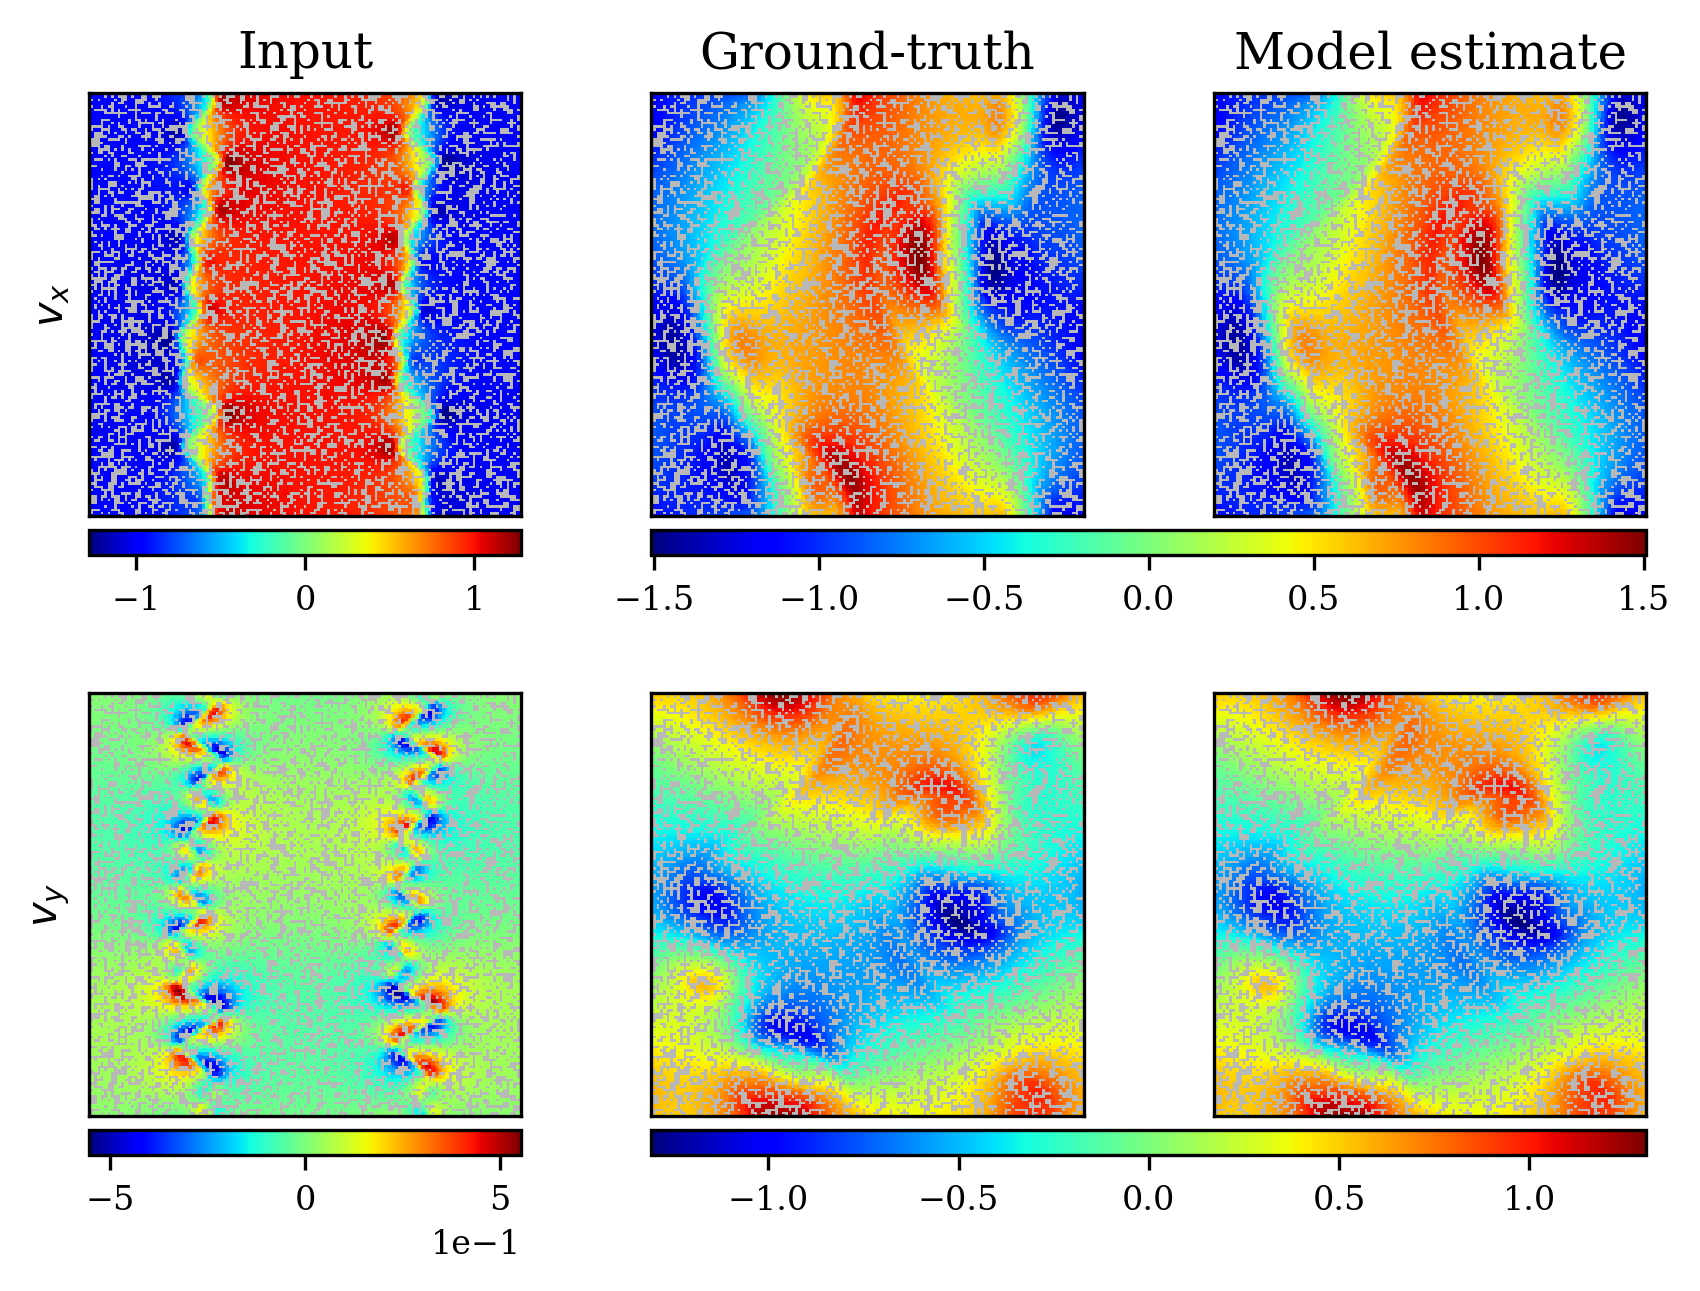 Input Ground-truth Model estimate
vₓ
−1 0 1 −1.5 −1.0 −0.5 0.0 0.5 1.0 1.5
v_y
−5 0 5 −1.0 −0.5 0.0 0.5 1.0
1e−1